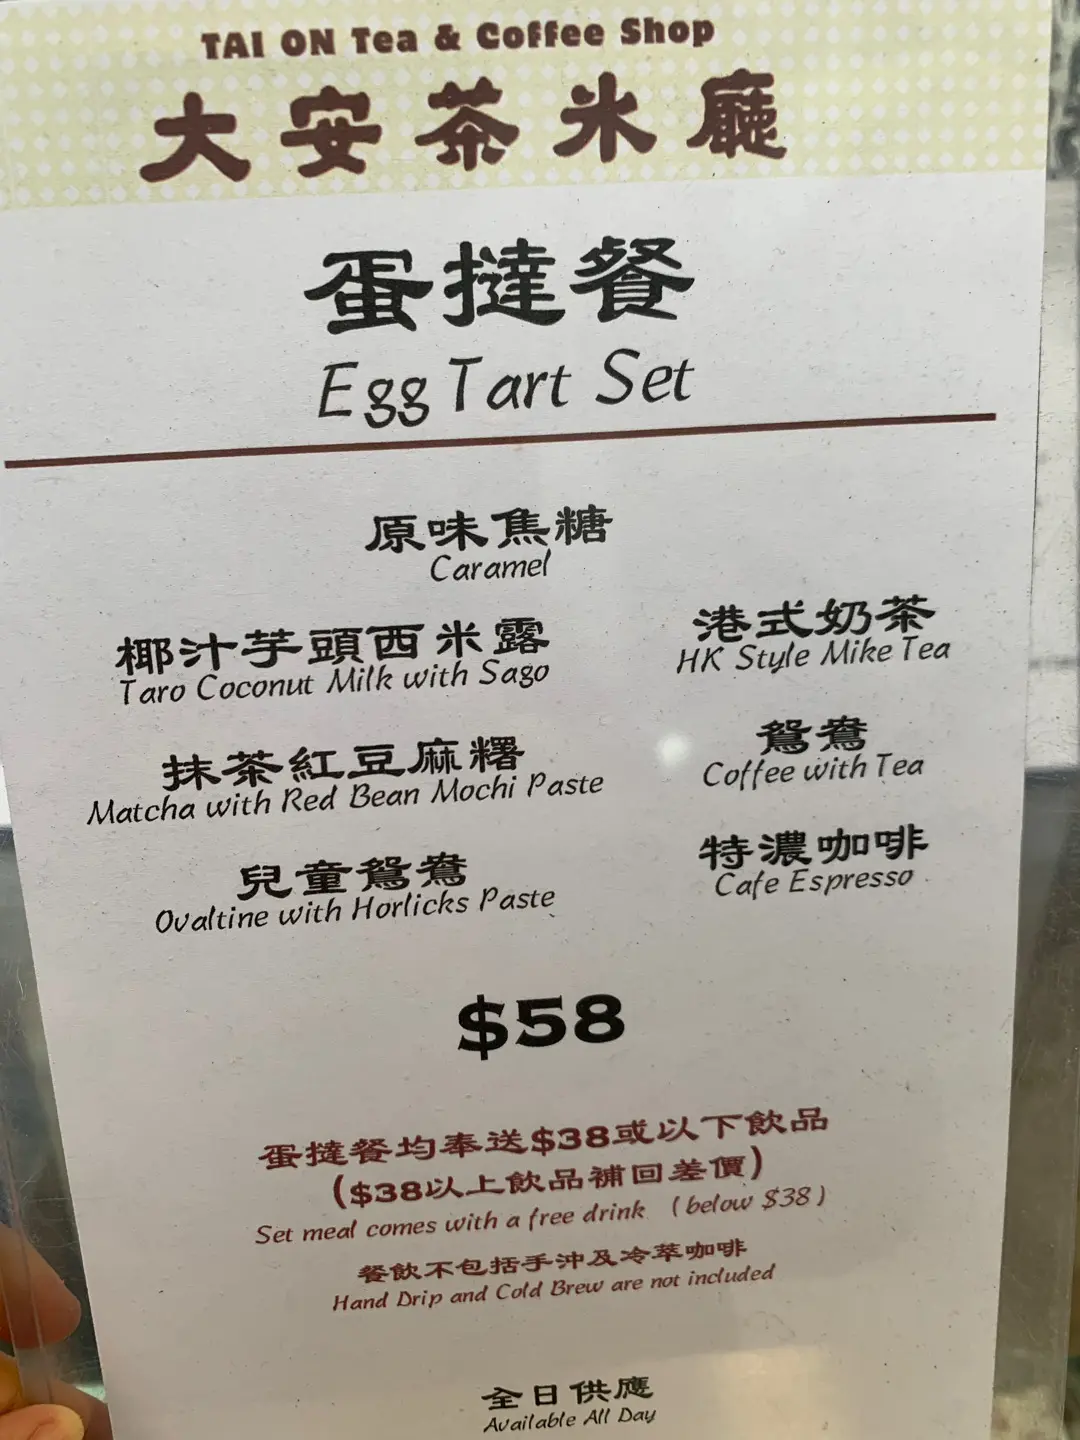 TAI ON Tea & Coffee Shop
大安茶氷廳
蛋撻餐
Egg Tart Set
原味焦糖
Caramel
椰汁芋頭西米露
Taro Coconut Milk with Sago
港式奶茶
HK Style Mike Tea
抹茶紅豆麻糬
Matcha with Red Bean Mochi Paste
鴛鴦
Coffee with Tea
兒童鴛鴦
Ovaltine with Horlicks Paste
特濃咖啡
Cafe Espresso
$58
蛋撻餐均奉送$38或以下飲品
($38以上飲品補回差價)
Set meal comes with a free drink (below $38)
餐飲不包括手沖及冷萃咖啡
Hand Drip and Cold Brew are not included
全日供應
Available All Day